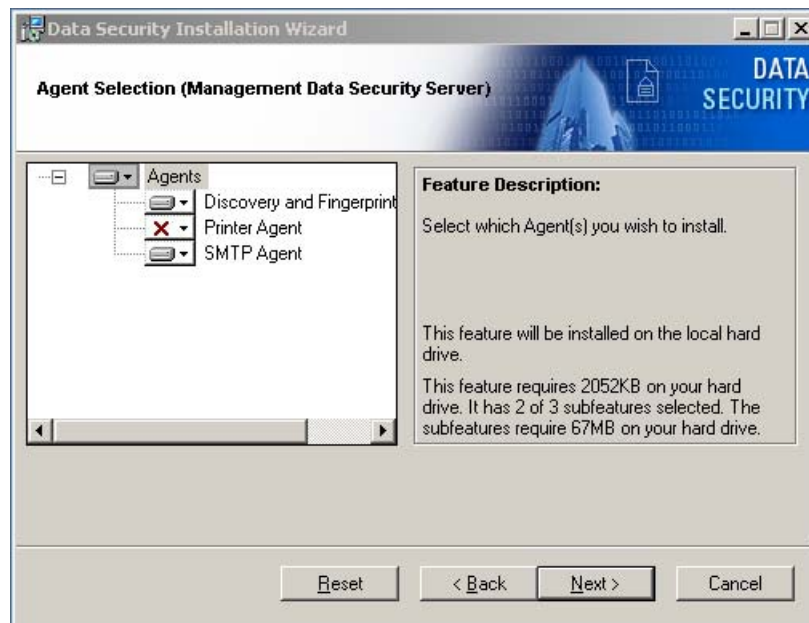 Data Security Installation Wizard
Agent Selection (Management Data Security Server)
DATA
SECURITY
Agents
Discovery and Fingerprint
Printer Agent
SMTP Agent
Feature Description:
Select which Agent(s) you wish to install.
This feature will be installed on the local hard
drive.
This feature requires 2052KB on your hard
drive. It has 2 of 3 subfeatures selected. The
subfeatures require 67MB on your hard drive.
Reset
< Back
Next >
Cancel